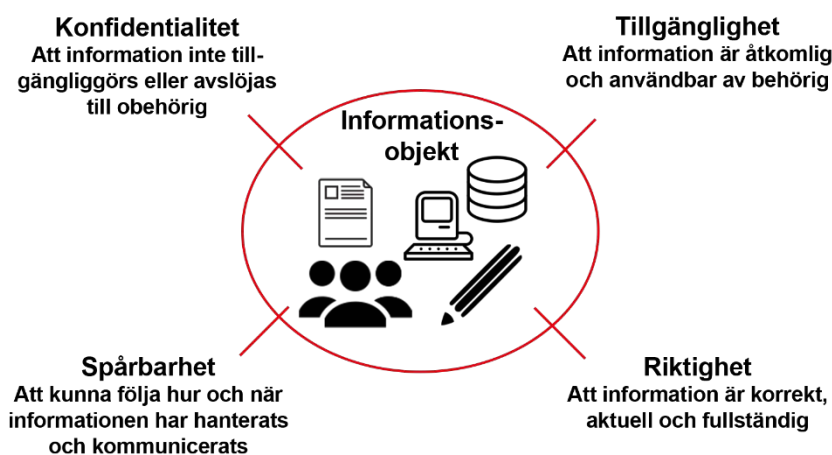 Konfidentialitet
Att information inte till-
gängliggörs eller avslöjas
till obehörig
Tillgänglighet
Att information är åtkomlig
och användbar av behörig
Informations-
objekt
Spårbarhet
Att kunna följa hur och när
informationen har hanterats
och kommunicerats
Riktighet
Att information är korrekt,
aktuell och fullständig